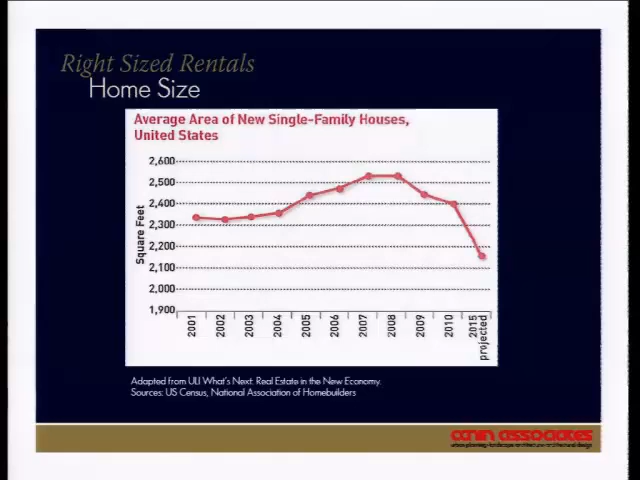 Right Sized Rentals
Home Size
Average Area of New Single-Family Houses,
United States
2,600
2,500
2,400
2,300
2,200
2,100
2,000
1,900
Square Feet
2001
2002
2003
2004
2005
2006
2007
2008
2009
2010
2015
projected
Adapted from ULI What's Next: Real Estate in the New Economy.
Sources: US Census, National Association of Homebuilders
canin associates